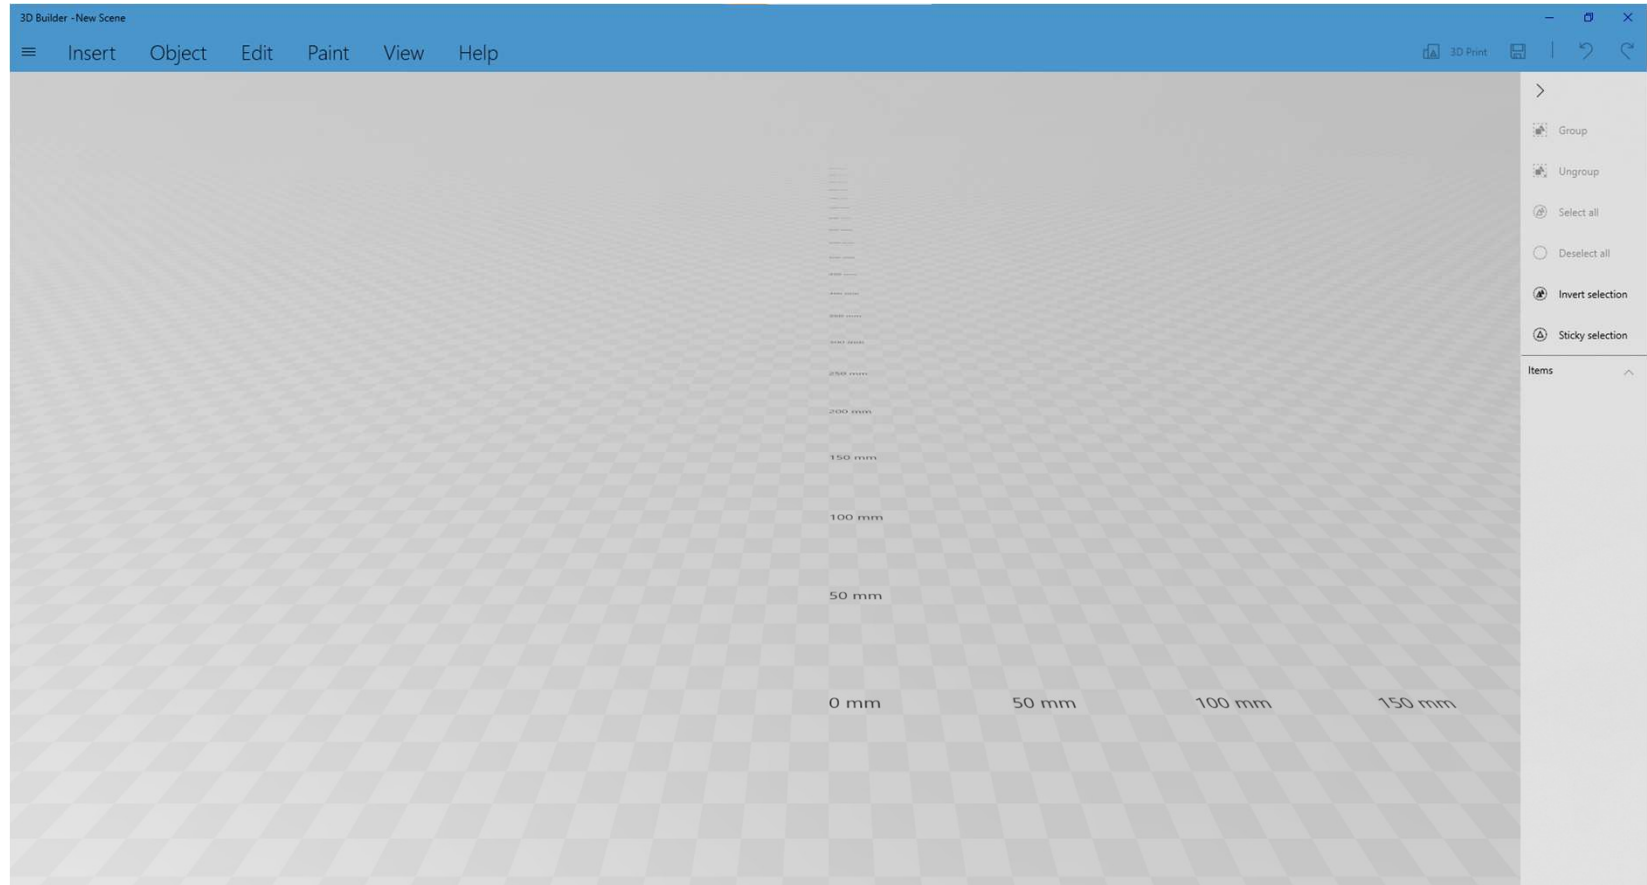 3D Builder -New Scene
Insert Object Edit Paint View Help
3D Print
Group
Ungroup
Select all
Deselect all
Invert selection
Sticky selection
Items
300 mm
250 mm
200 mm
150 mm
100 mm
50 mm
0 mm 50 mm 100 mm 150 mm